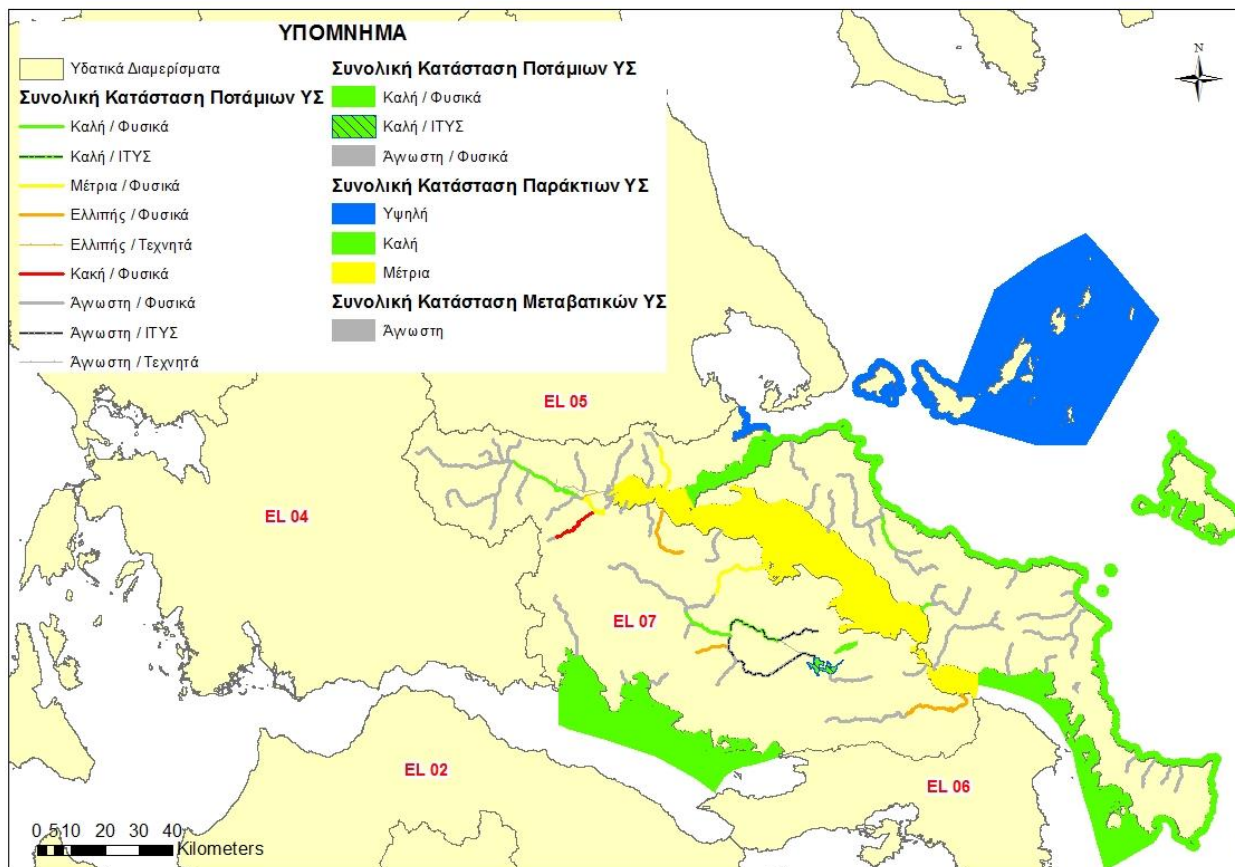 ΥΠΟΜΝΗΜΑ
Υδατικά Διαμερίσματα
Συνολική Κατάσταση Ποτάμιων ΥΣ
Καλή / Φυσικά
Καλή / ΙΤΥΣ
Μέτρια / Φυσικά
Ελλιπής / Φυσικά
Ελλιπής / Τεχνητά
Κακή / Φυσικά
Άγνωστη / Φυσικά
Άγνωστη / ΙΤΥΣ
Άγνωστη / Τεχνητά
Συνολική Κατάσταση Ποτάμιων ΥΣ
Καλή / Φυσικά
Καλή / ΙΤΥΣ
Άγνωστη / Φυσικά
Συνολική Κατάσταση Παράκτιων ΥΣ
Υψηλή
Καλή
Μέτρια
Συνολική Κατάσταση Μεταβατικών ΥΣ
Άγνωστη
N
EL 05
EL 04
EL 07
EL 02
EL 06
0 5 10 20 30 40
Kilometers